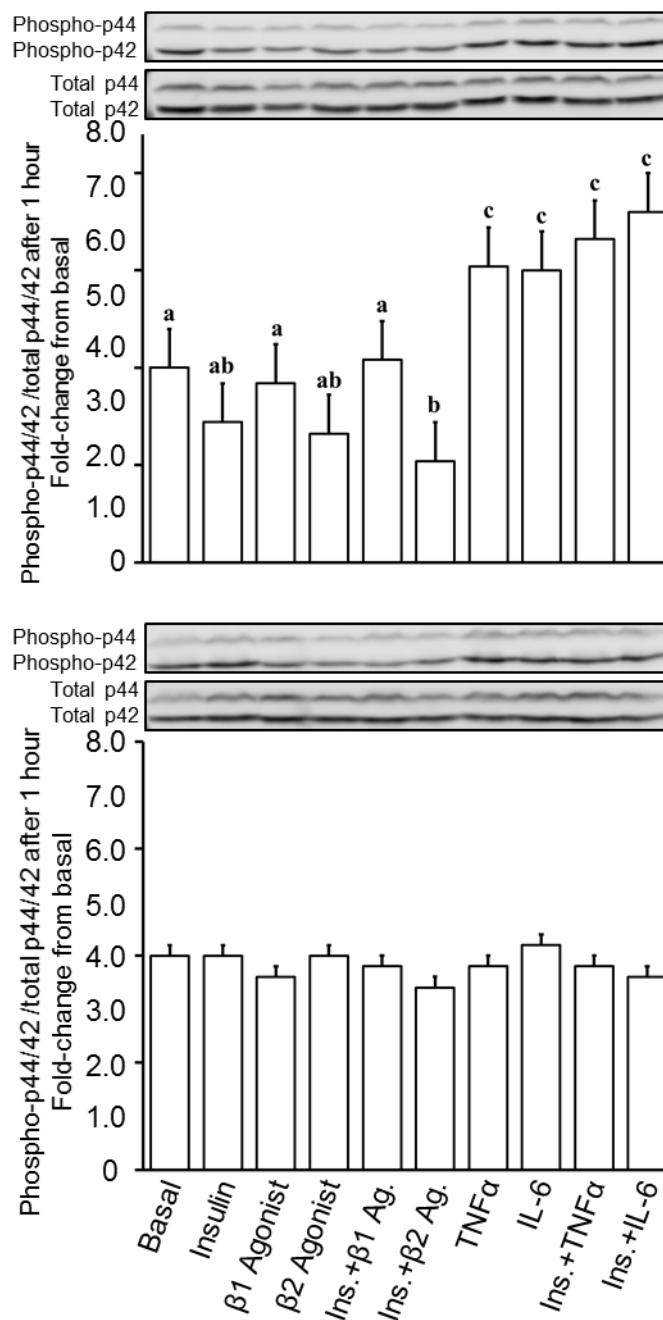 Phospho-p44
Phospho-p42
Total p44
Total p42
Phospho-p44/42 /total p44/42 after 1 hour
Fold-change from basal
8.0
7.0
6.0
5.0
4.0
3.0
2.0
1.0
0
a
ab
a
ab
a
b
c
c
c
c
Phospho-p44
Phospho-p42
Total p44
Total p42
Phospho-p44/42 /total p44/42 after 1 hour
Fold-change from basal
8.0
7.0
6.0
5.0
4.0
3.0
2.0
1.0
0
Basal
Insulin
β1 Agonist
β2 Agonist
Ins.+β1 Ag.
Ins.+β2 Ag.
TNFα
IL-6
Ins.+TNFα
Ins.+IL-6